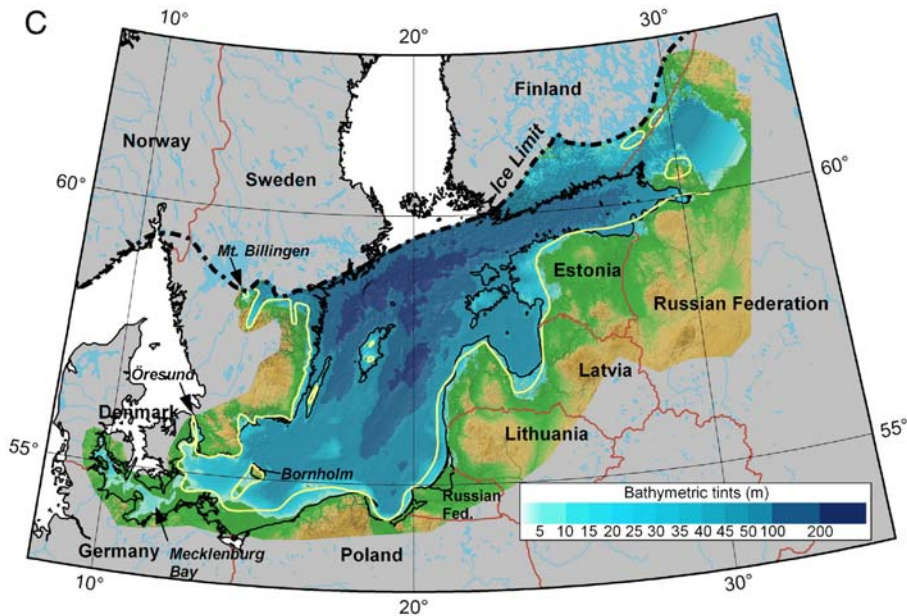 C
10°
20°
30°
Finland
Norway
Sweden
Ice Limit
60°
60°
Mt. Billingen
Estonia
Russian Federation
Öresund
Latvia
Denmark
Lithuania
55°
55°
Bornholm
Russian
Fed.
Bathymetric tints (m)
5 10 15 20 25 30 35 40 45 50 100 200
Germany
Mecklenburg
Bay
Poland
10°
20°
30°